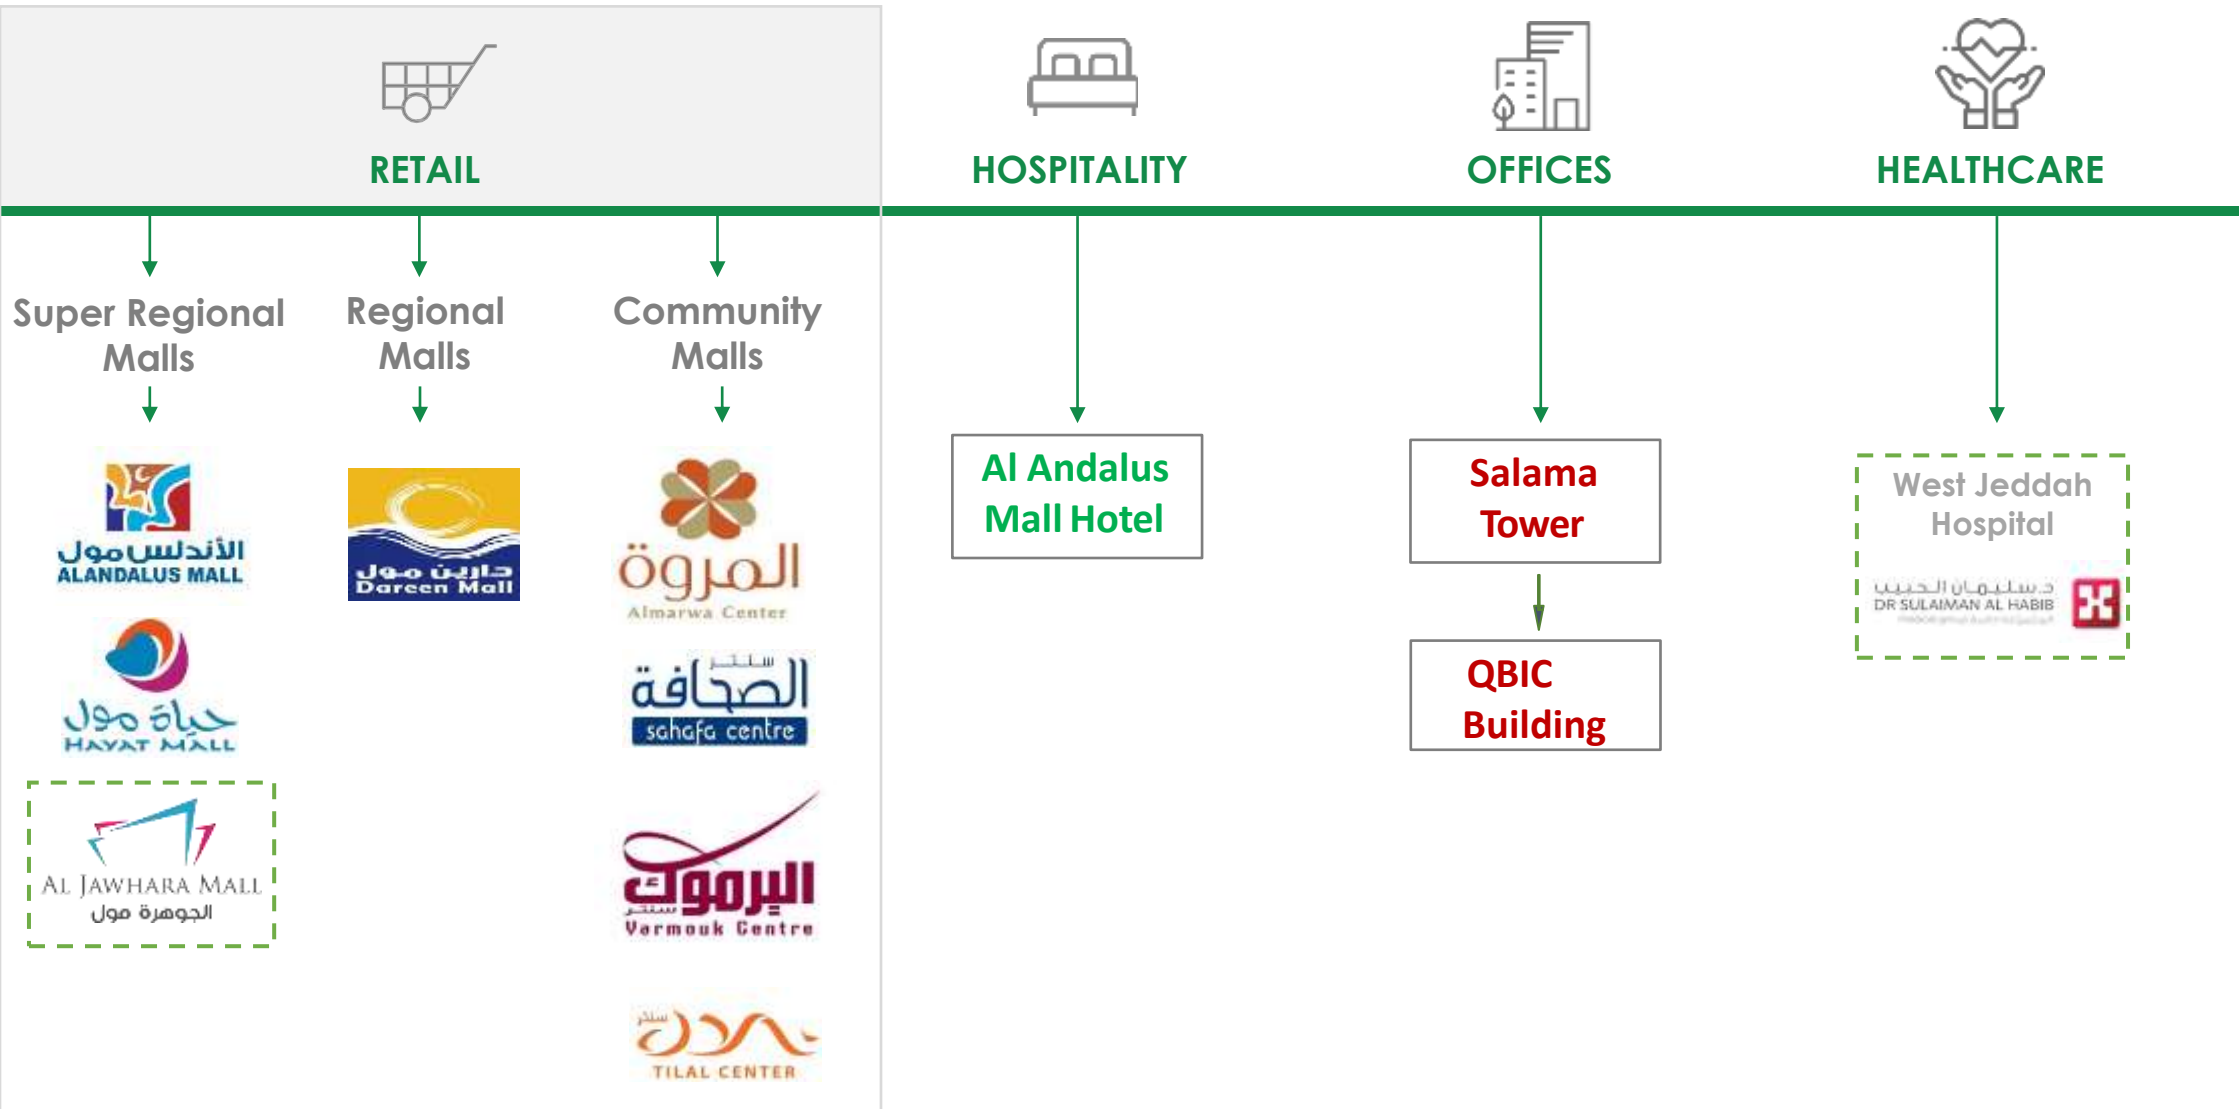 RETAIL
HOSPITALITY
OFFICES
HEALTHCARE
Super Regional
Malls
Regional
Malls
Community
Malls
الأندلس مول
ALANDALUS MALL
حياة مول
HAYAT MALL
AL JAWHARA MALL
الجوهرة مول
دارين مول
Dareen Mall
المروة
Almarwa Center
سنتر
الصحافة
sahafa centre
اليرموك
سنتر
Yarmouk Centre
سنتر
TILAL CENTER
Al Andalus
Mall Hotel
Salama
Tower
QBIC
Building
West Jeddah
Hospital
د. سليمان الحبيب
DR SULAIMAN AL HABIB